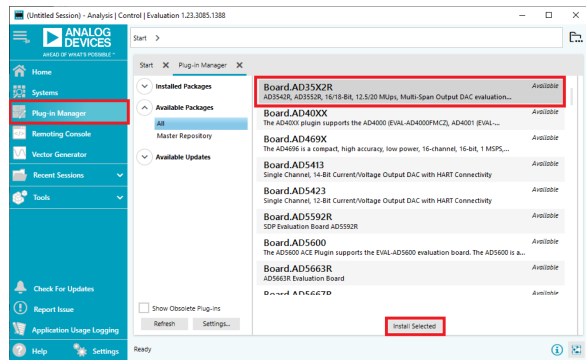 (Untitled Session) - Analysis | Control | Evaluation 1.23.3085.1388
ANALOG
DEVICES
AHEAD OF WHAT'S POSSIBLE™
Start >
Home
Systems
Plug-in Manager
Remoting Console
Vector Generator
Recent Sessions
Tools
Check For Updates
Report Issue
Application Usage Logging
Help Settings
Start Plug-in Manager
Installed Packages
Available Packages
All
Master Repository
Available Updates
Show Obsolete Plug-ins
Refresh Settings...
Board.AD35X2R Available
AD3542R, AD3552R, 16/18-Bit, 12.5/20 MUps, Multi-Span Output DAC evaluation...
Board.AD40XX Available
The AD40XX plugin supports the AD4000 (EVAL-AD4000FMCZ), AD4001 (EVAL-...
Board.AD469X Available
The AD4696 is a compact, high accuracy, low power, 16-channel, 16-bit, 1 MSPS,...
Board.AD5413 Available
Single Channel, 14-Bit Current/Voltage Output DAC with HART Connectivity
Board.AD5423 Available
Single Channel, 12-Bit Current/Voltage Output DAC with HART Connectivity
Board.AD5592R Available
SDP Evaluation Board AD5592R
Board.AD5600 Available
The AD5600 ACE Plugin supports the EVAL-AD5600 evaluation board. The AD5600 is a...
Board.AD5663R Available
AD5663R Evaluation Board
Board.AD5667R Available
Install Selected
Ready